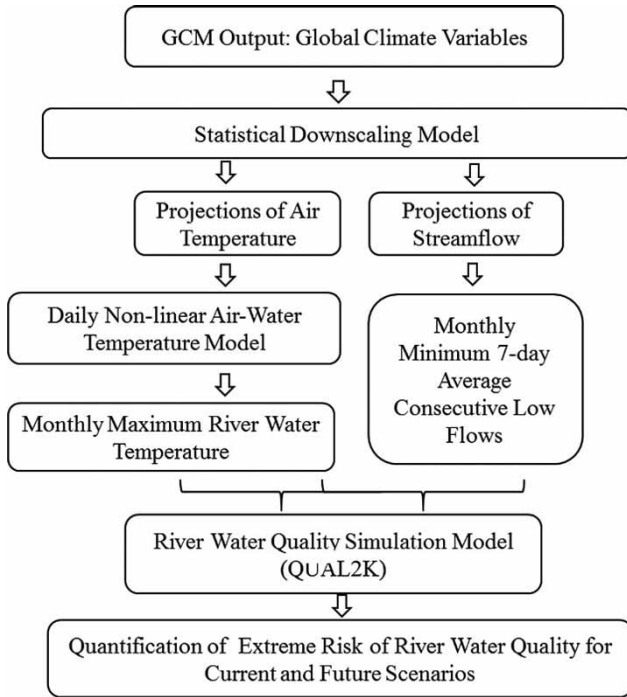 GCM Output: Global Climate Variables
Statistical Downscaling Model
Projections of Air
Temperature
Projections of
Streamflow
Daily Non-linear Air-Water
Temperature Model
Monthly
Minimum 7-day
Average
Consecutive Low
Flows
Monthly Maximum River Water
Temperature
River Water Quality Simulation Model
(QUAL2K)
Quantification of Extreme Risk of River Water Quality for
Current and Future Scenarios